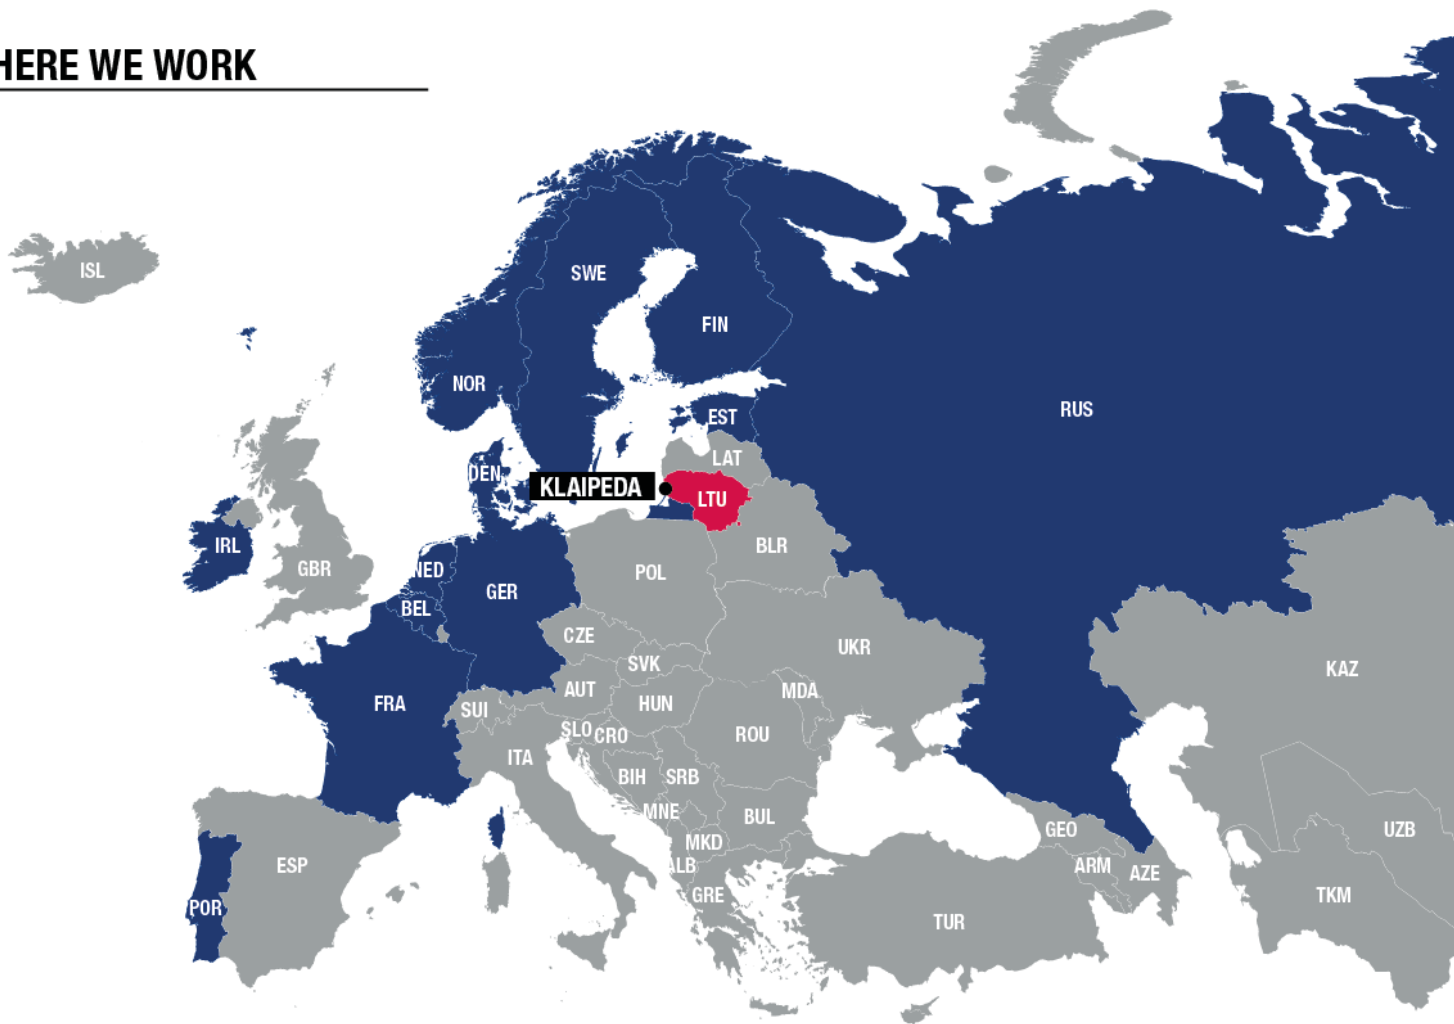 HERE WE WORK
ISL
SWE
FIN
NOR
RUS
EST
LAT
DEN
KLAIPEDA
LTU
IRL
BLR
GBR
NED
POL
GER
BEL
CZE
UKR
SVK
KAZ
AUT
MDA
FRA
HUN
SUI
SLO
CRO
ROU
ITA
BIH
SRB
MNE
BUL
GEO
UZB
MKD
ESP
ALB
ARM
AZE
GRE
TKM
POR
TUR